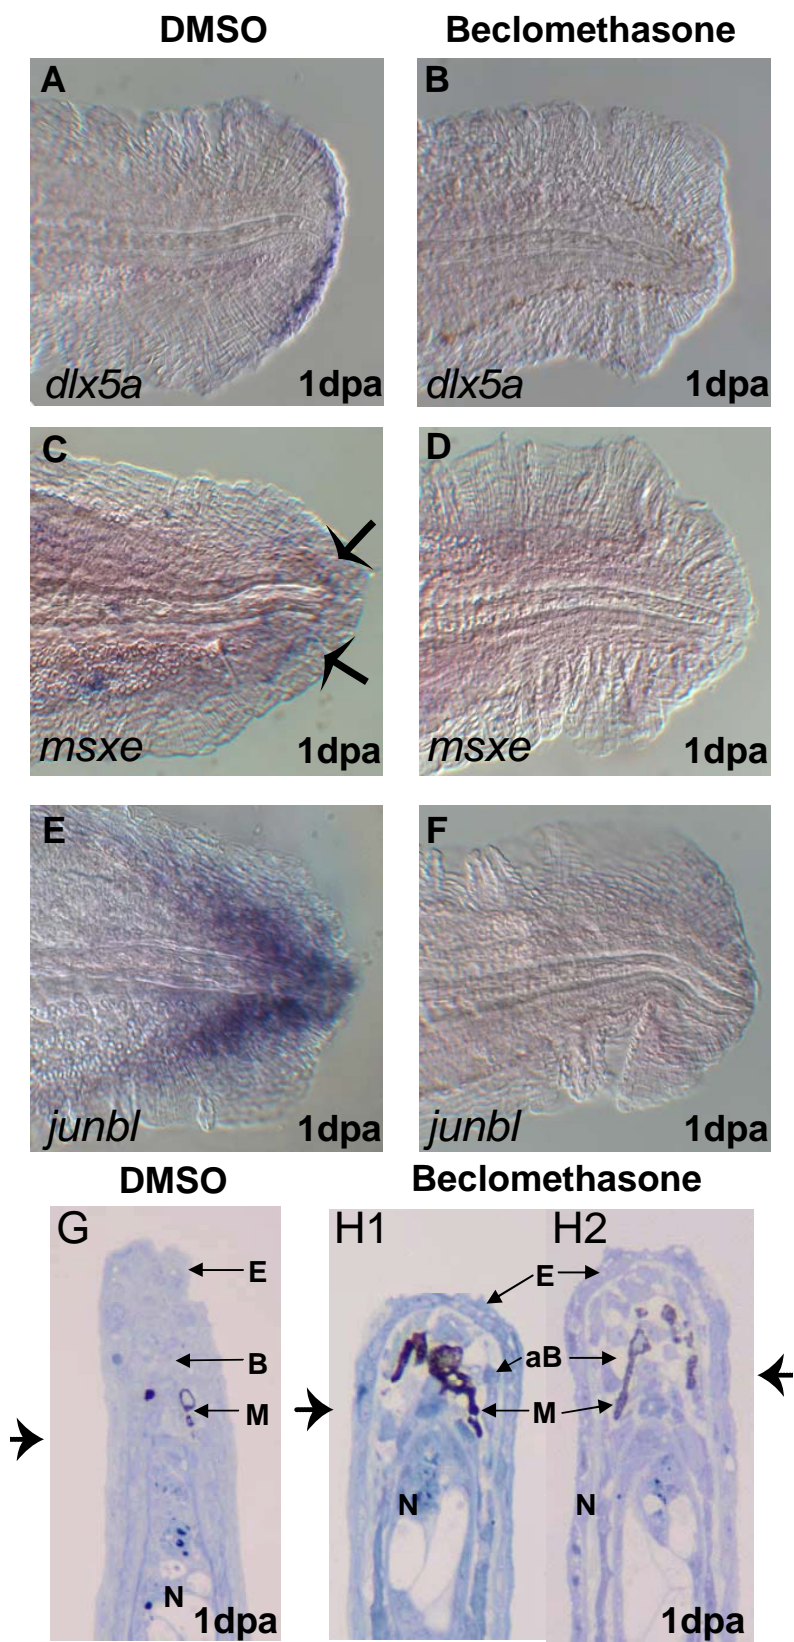 DMSO Beclomethasone
A B
dlx5a 1dpa dlx5a 1dpa
C D
msxe 1dpa msxe 1dpa
E F
junbl 1dpa junbl 1dpa
DMSO Beclomethasone
G H1 H2
E E
B aB
M M
N N
N
1dpa 1dpa